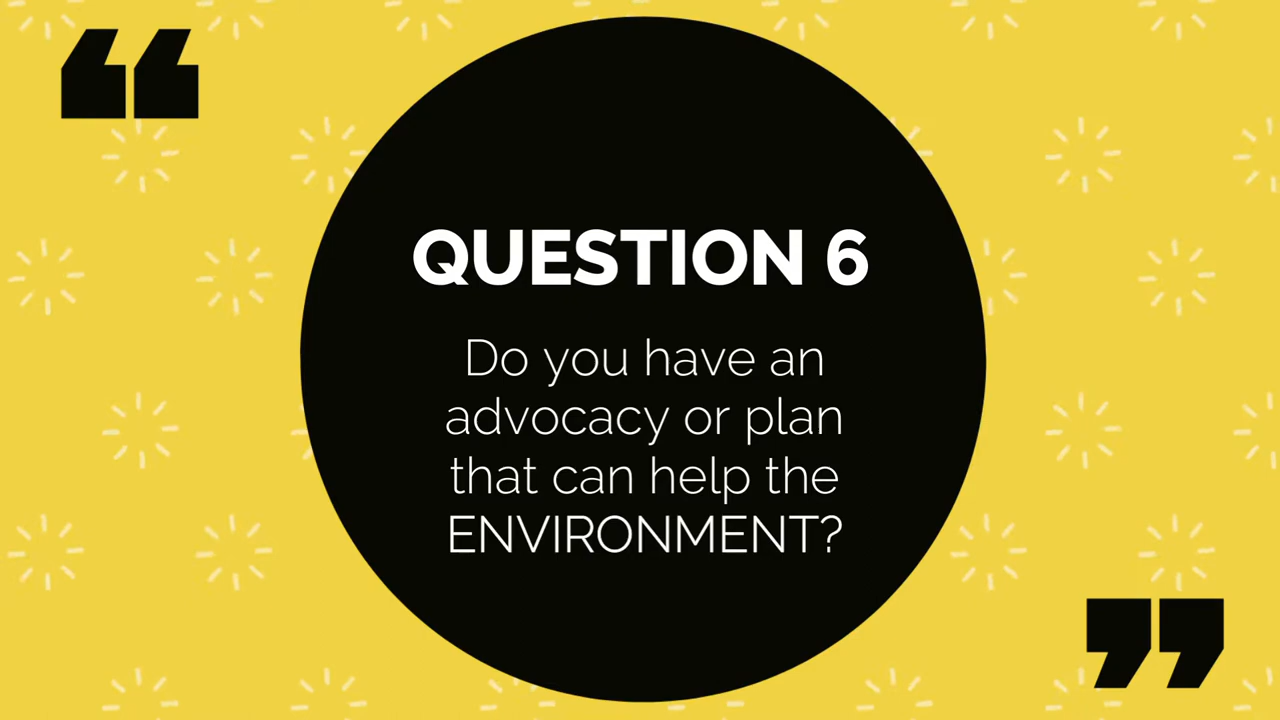 QUESTION 6
Do you have an
advocacy or plan
that can help the
ENVIRONMENT?